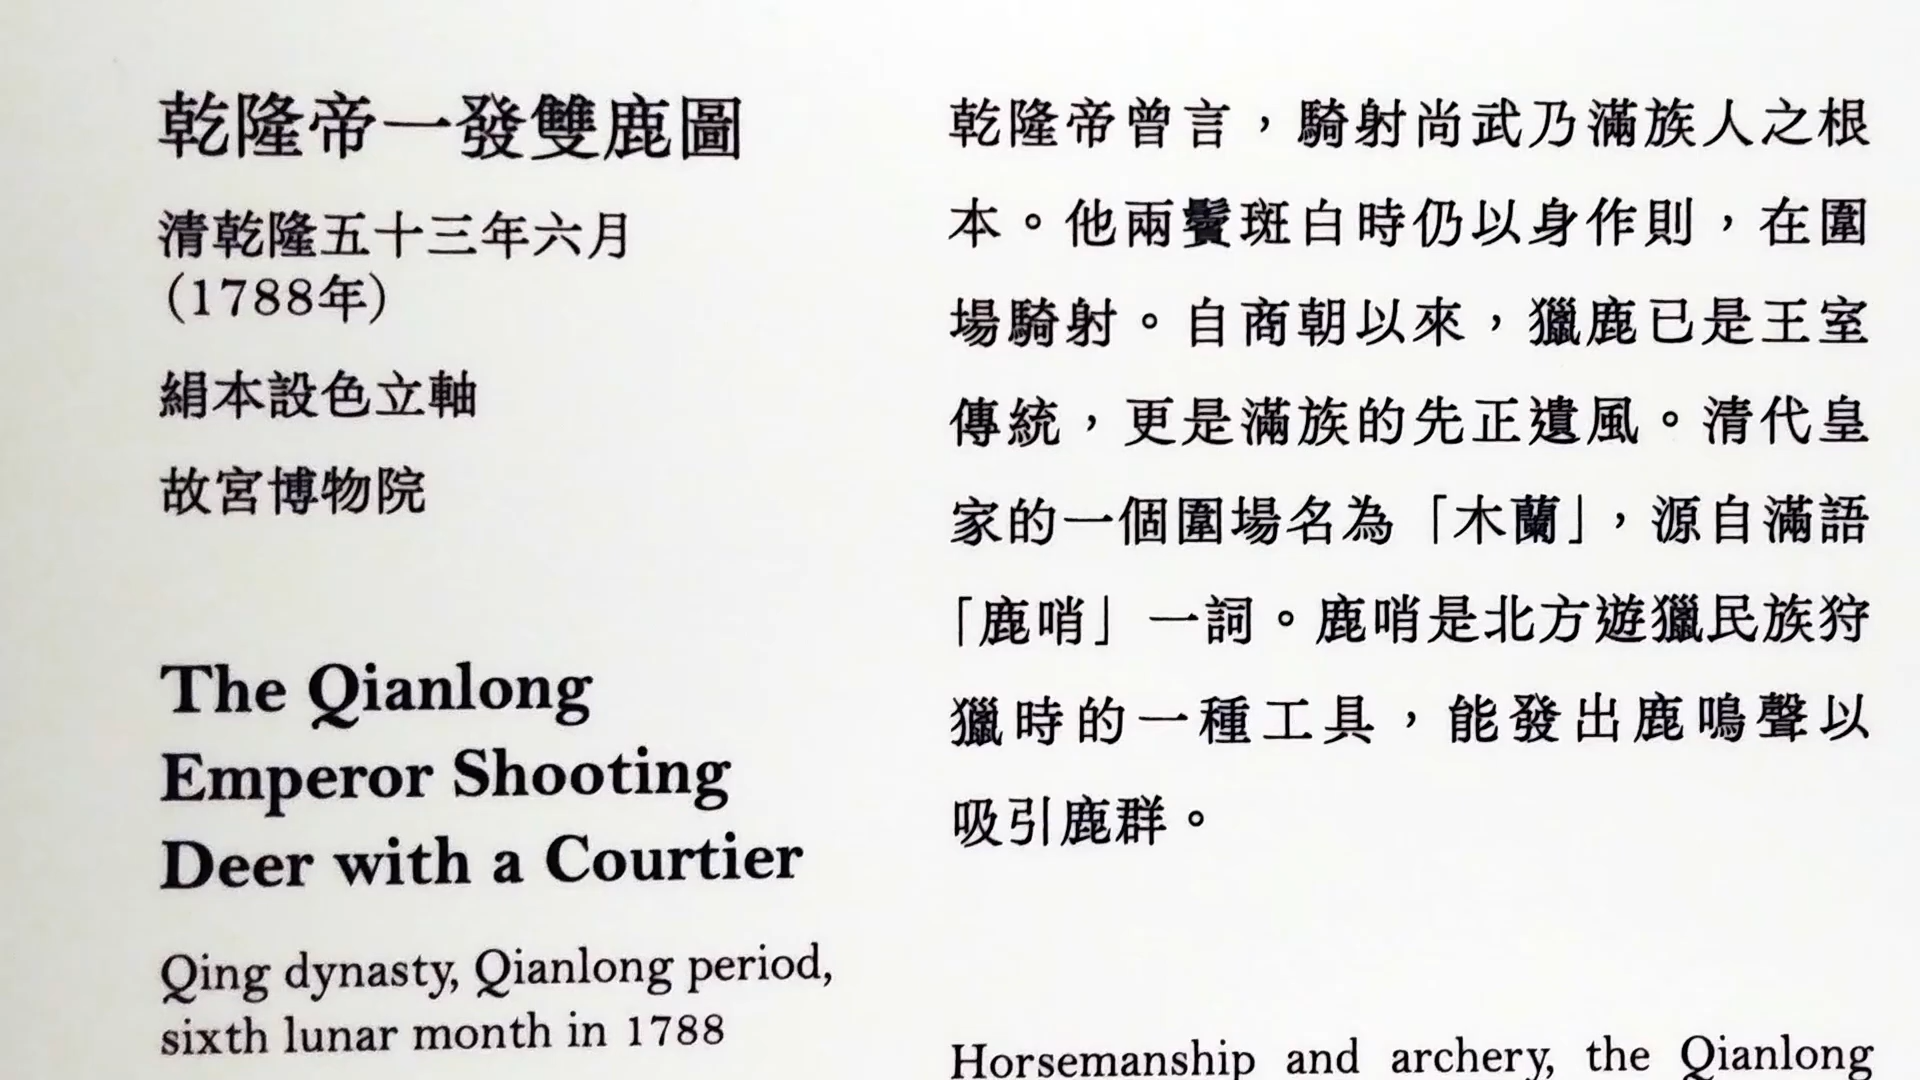 乾隆帝一發雙鹿圖
清乾隆五十三年六月
(1788年)
絹本設色立軸
故宮博物院
The Qianlong
Emperor Shooting
Deer with a Courtier
Qing dynasty, Qianlong period,
sixth lunar month in 1788
乾隆帝曾言，騎射尚武乃滿族人之根
本。他兩鬢斑白時仍以身作則，在圍
場騎射。自商朝以來，獵鹿已是王室
傳統，更是滿族的先正遺風。清代皇
家的一個圍場名為「木蘭」，源自滿語
「鹿哨」一詞。鹿哨是北方遊獵民族狩
獵時的一種工具，能發出鹿鳴聲以
吸引鹿群。
Horsemanship and archery, the Qianlong